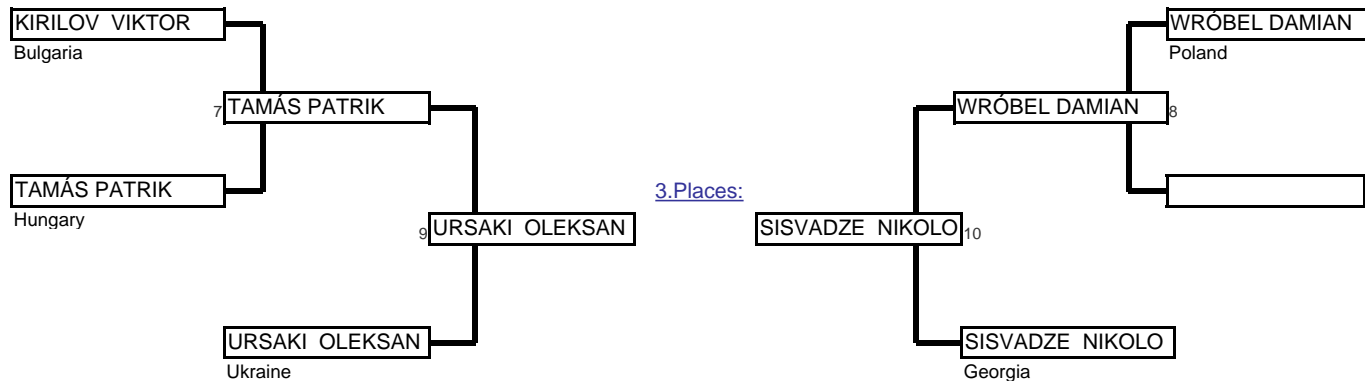 KIRILOV  VIKTOR
WRÓBEL DAMIAN
Bulgaria
Poland
7 TAMÁS PATRIK
WRÓBEL DAMIAN 8
TAMÁS PATRIK
3.Places:
Hungary
9 URSAKI  OLEKSAN
SISVADZE  NIKOLO 10
URSAKI  OLEKSAN
SISVADZE  NIKOLO
Ukraine
Georgia